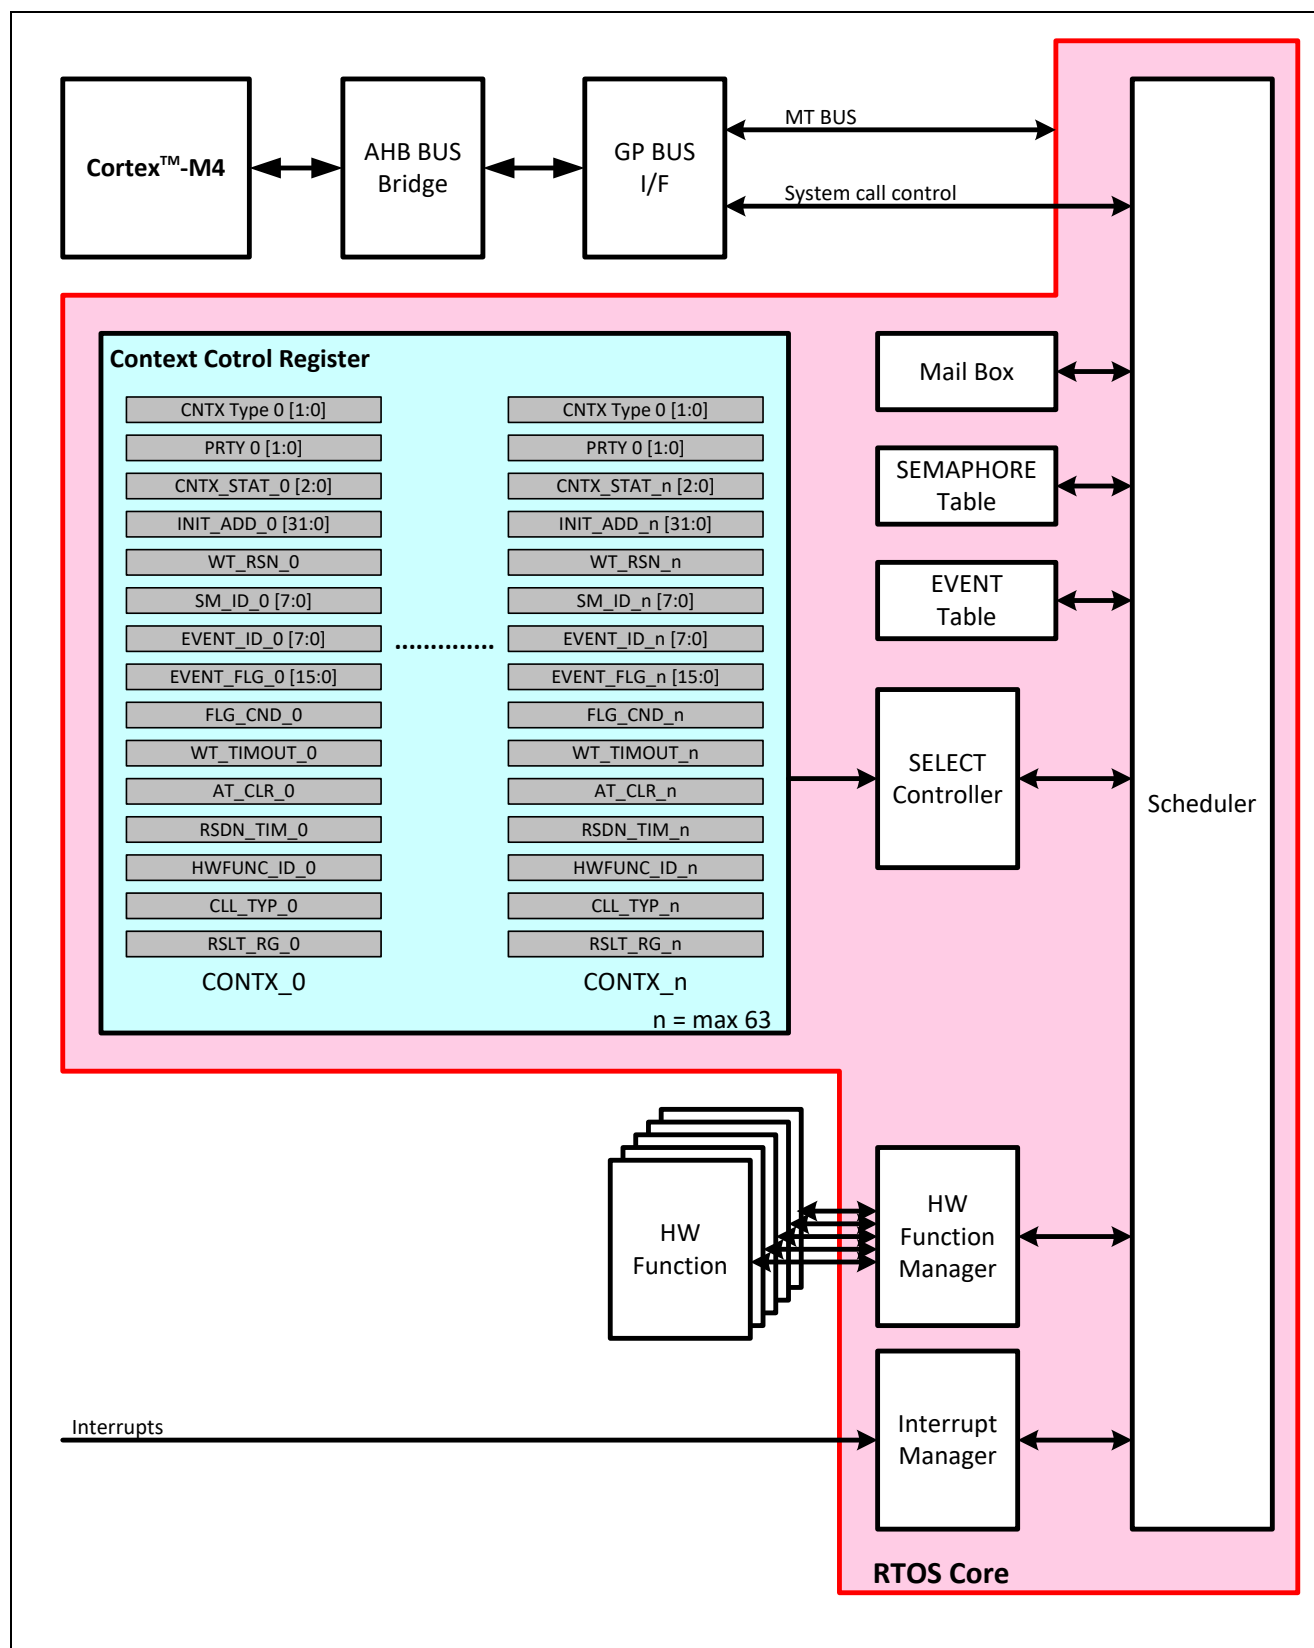 Cortex™-M4
AHB BUS
Bridge
GP BUS
I/F
MT BUS
System call control
Context Cotrol Register
CNTX Type 0 [1:0]
PRTY 0 [1:0]
CNTX_STAT_0 [2:0]
INIT_ADD_0 [31:0]
WT_RSN_0
SM_ID_0 [7:0]
EVENT_ID_0 [7:0]
EVENT_FLG_0 [15:0]
FLG_CND_0
WT_TIMOUT_0
AT_CLR_0
RSDN_TIM_0
HWFUNC_ID_0
CLL_TYP_0
RSLT_RG_0
CONTX_0
..............
CNTX Type 0 [1:0]
PRTY 0 [1:0]
CNTX_STAT_n [2:0]
INIT_ADD_n [31:0]
WT_RSN_n
SM_ID_n [7:0]
EVENT_ID_n [7:0]
EVENT_FLG_n [15:0]
FLG_CND_n
WT_TIMOUT_n
AT_CLR_n
RSDN_TIM_n
HWFUNC_ID_n
CLL_TYP_n
RSLT_RG_n
CONTX_n
n = max 63
Mail Box
SEMAPHORE
Table
EVENT
Table
SELECT
Controller
Scheduler
HW
Function
HW
Function
Manager
Interrupts
Interrupt
Manager
RTOS Core